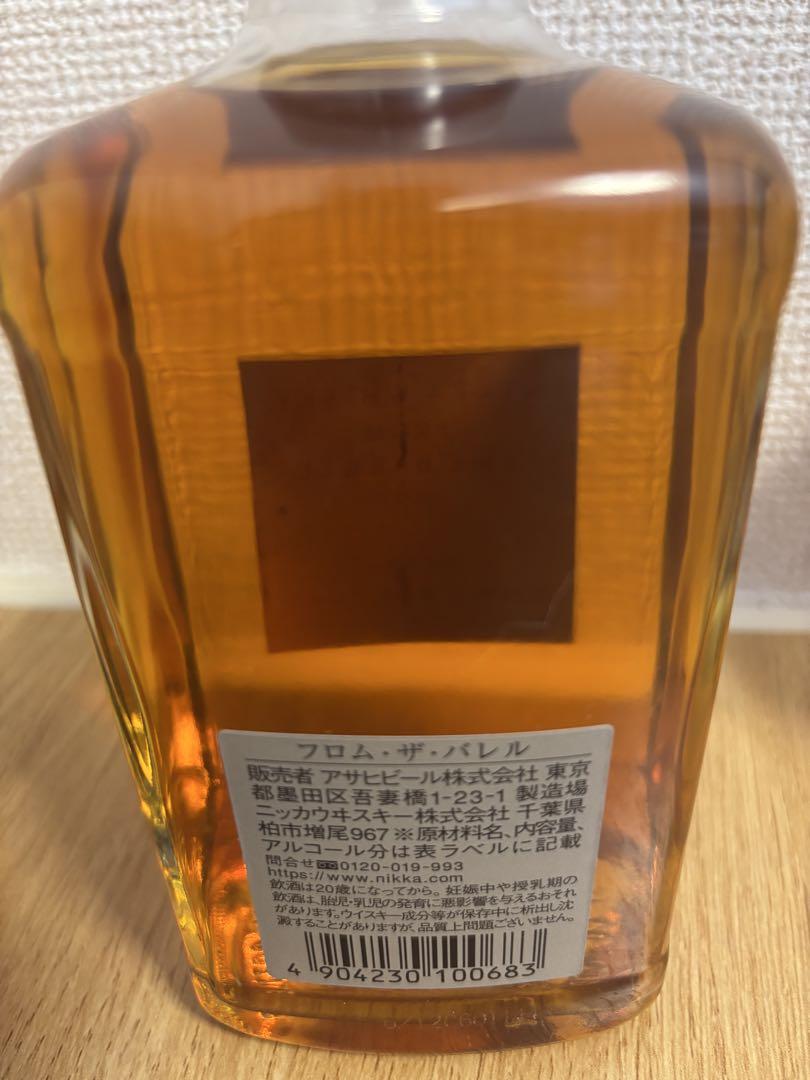 フロム・ザ・バレル
販売者 アサヒビール株式会社 東京
都墨田区吾妻橋1-23-1 製造場
ニッカウヰスキー株式会社 千葉県
柏市増尾967 ※原材料名、内容量、
アルコール分は表ラベルに記載
問合せ 0120-019-993
https://www.nikka.com
飲酒は20歳になってから。妊娠中や授乳期の
飲酒は、胎児・乳児の発育に悪影響を与えるおそれ
があります。ウイスキー成分等が保存中に析出し沈
澱することがありますが、品質上問題ございません。
4 904230 100683